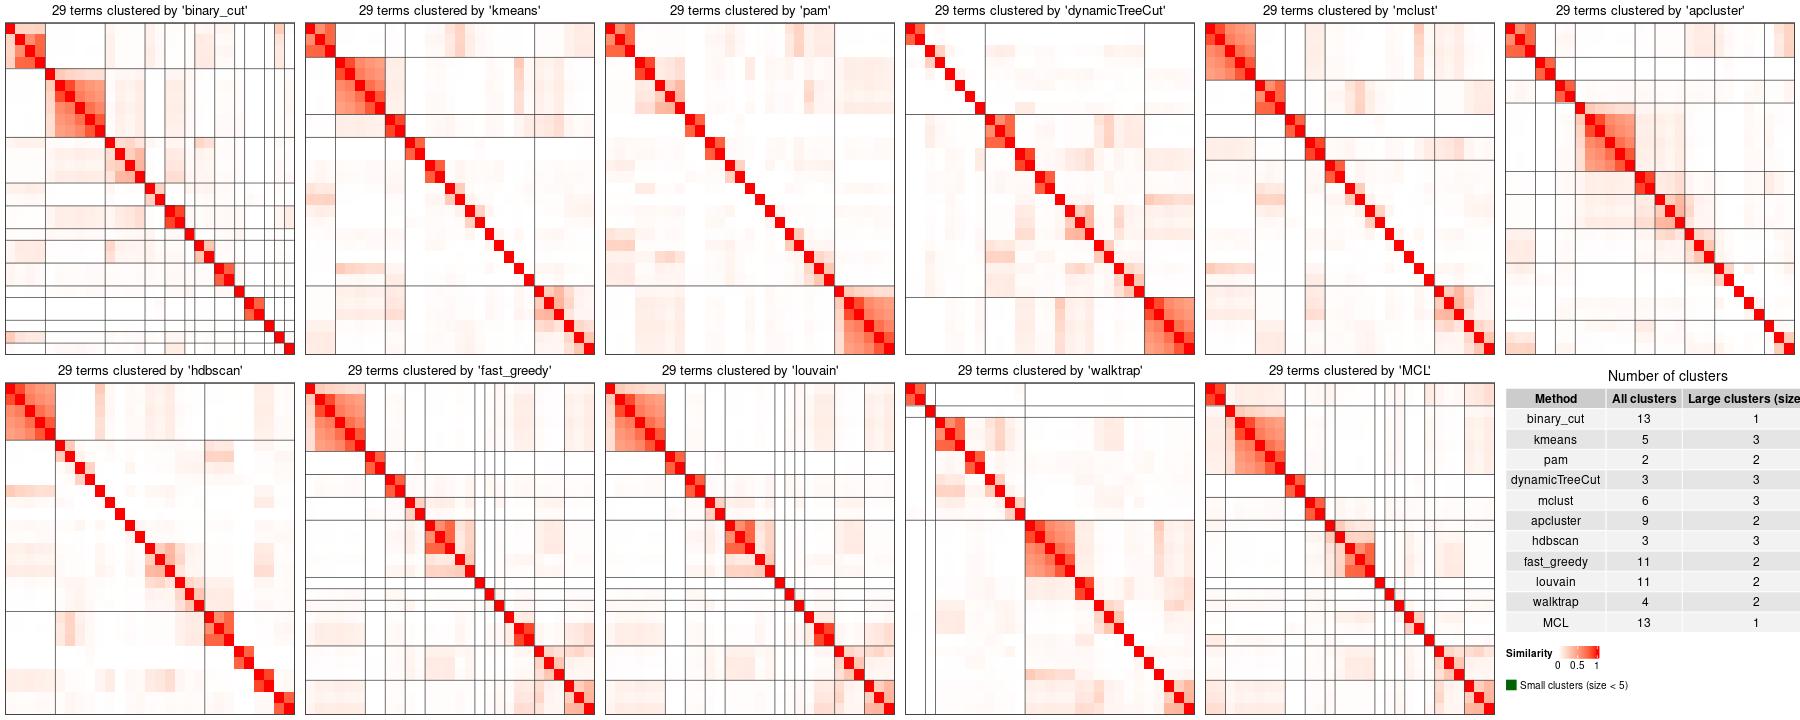 29 terms clustered by 'binary_cut'
29 terms clustered by 'kmeans'
29 terms clustered by 'pam'
29 terms clustered by 'dynamicTreeCut'
29 terms clustered by 'mclust'
29 terms clustered by 'apcluster'
29 terms clustered by 'hdbscan'
29 terms clustered by 'fast_greedy'
29 terms clustered by 'louvain'
29 terms clustered by 'walktrap'
29 terms clustered by 'MCL'
Number of clusters
Method All clusters Large clusters (size
binary_cut 13 1
kmeans 5 3
pam 2 2
dynamicTreeCut 3 3
mclust 6 3
apcluster 9 2
hdbscan 3 3
fast_greedy 11 2
louvain 11 2
walktrap 4 2
MCL 13 1
Similarity
0 0.5 1
Small clusters (size < 5)